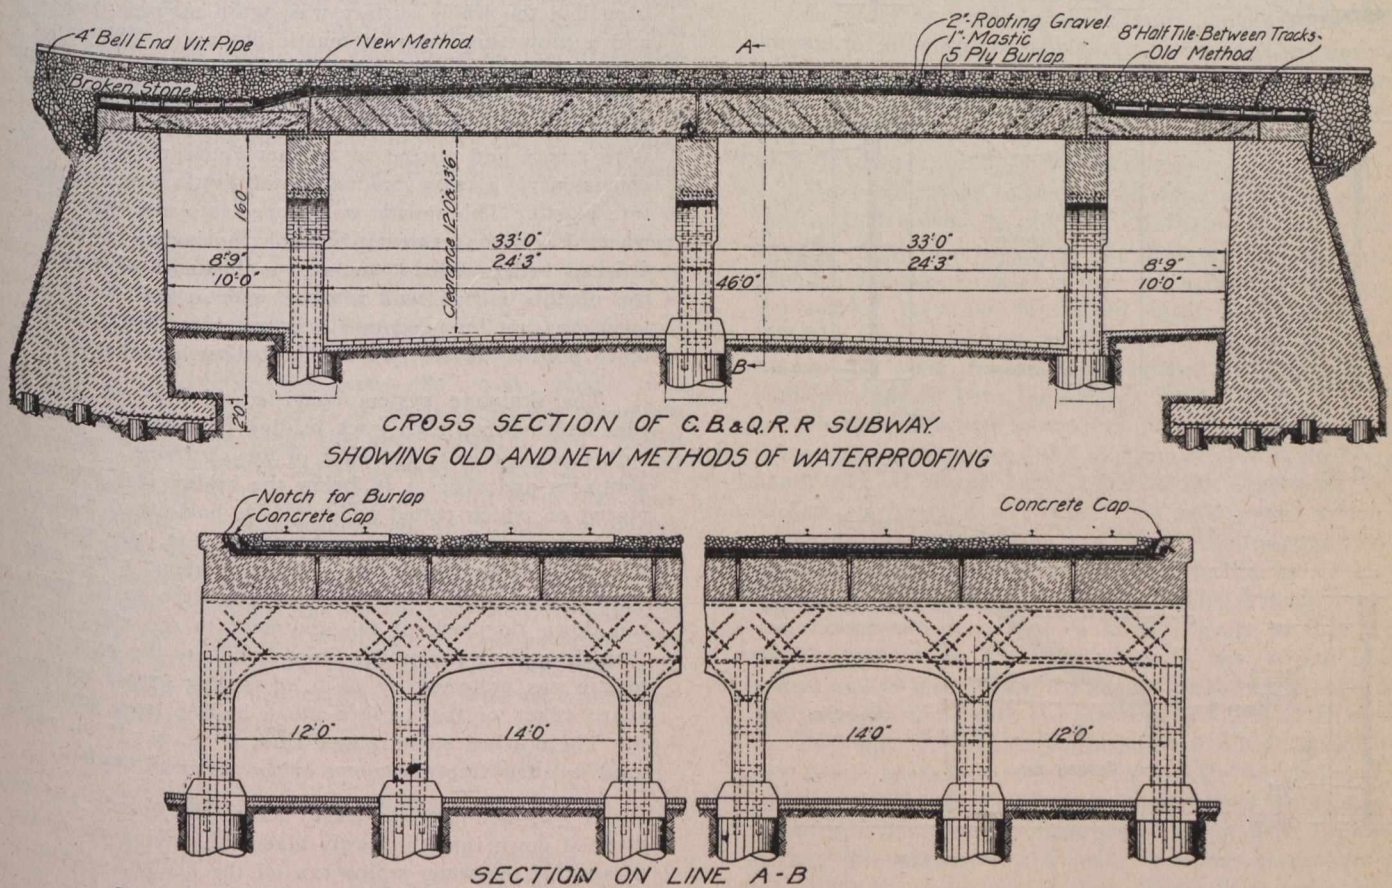 4" Bell End Vit. Pipe
New Method.
A
2"-Roofing Gravel
1"-Mastic
5 Ply Burlap
8" Half Tile-Between Tracks-
Old Method
Broken Stone
160
Clearance 12'0" & 13'6"
33'-0"
33'-0"
8'9"
24'3"
24'3"
8'9"
10'-0"
46'0"
10'0"
20"
B
CROSS SECTION OF C.B.&Q.R.R SUBWAY.
SHOWING OLD AND NEW METHODS OF WATERPROOFING
Notch for Burlap
Concrete Cap
Concrete Cap
12'0"
14'0"
14'0"
12'0"
SECTION ON LINE A-B